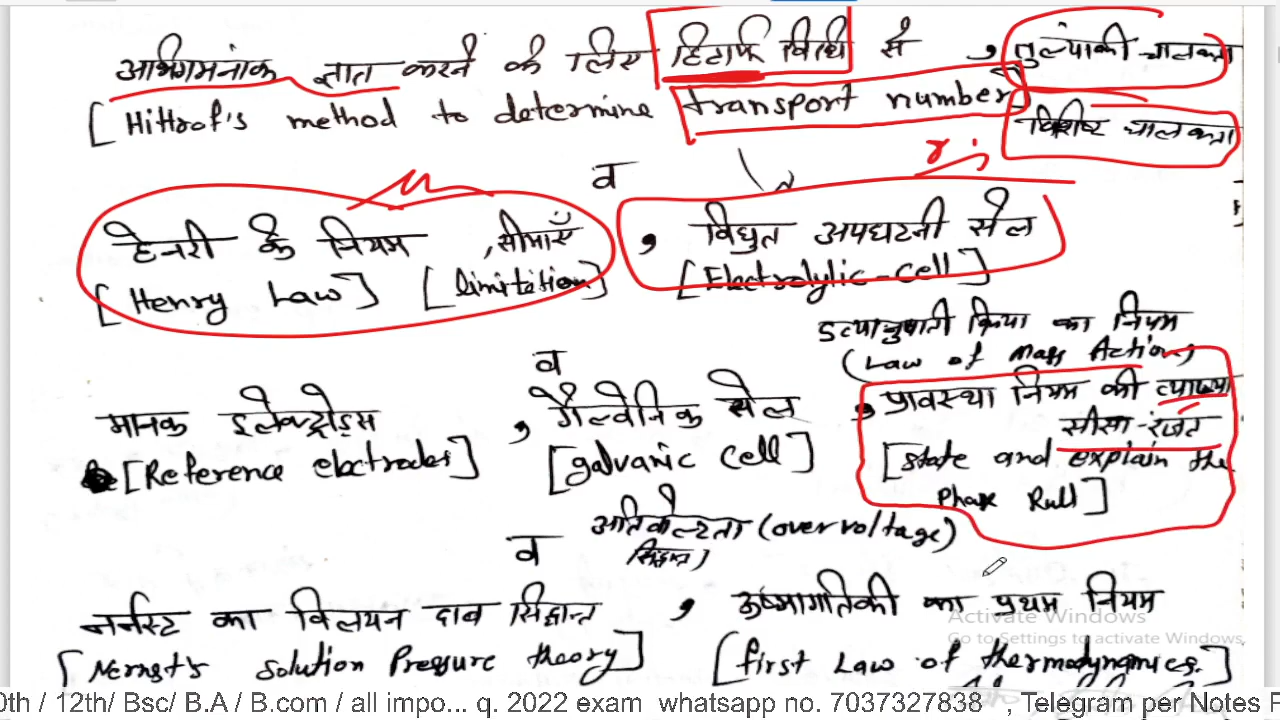 अभिगमनांक ज्ञात करने के लिए हिटार्फ विधि से , तुल्यांकी चालकता
[Hittrof's method to determine transport number]
विशिष्ट चालकता
व
हेनरी के नियम , सीमाएँ , विधुत अपघटनी सेल
[Henry Law] [limitation] [Electrolytic-Cell]
द्रव्यानुपाती क्रिया का नियम
(Law of Mass Action)
व
मानक इलेक्ट्रोड्स , गैल्वेनिक सेल , प्रावस्था नियम की व्याख्या
सीसा-रजत
[Reference electrodes] [galvanic cell] [State and explain the
Phase Rull]
अतिवोल्टता (over voltage)
सिद्धान्त)
व
नर्नस्ट का विलयन दाब सिद्धान्त , ऊष्मागतिकी का प्रथम नियम
[Nernst's Solution Pressure theory] [first Law of thermodynamics.]
Activate Windows
Go to Settings to activate Windows.
0th / 12th/ Bsc/ B.A / B.com / all impo... q. 2022 exam whatsapp no. 7037327838 , Telegram per Notes F